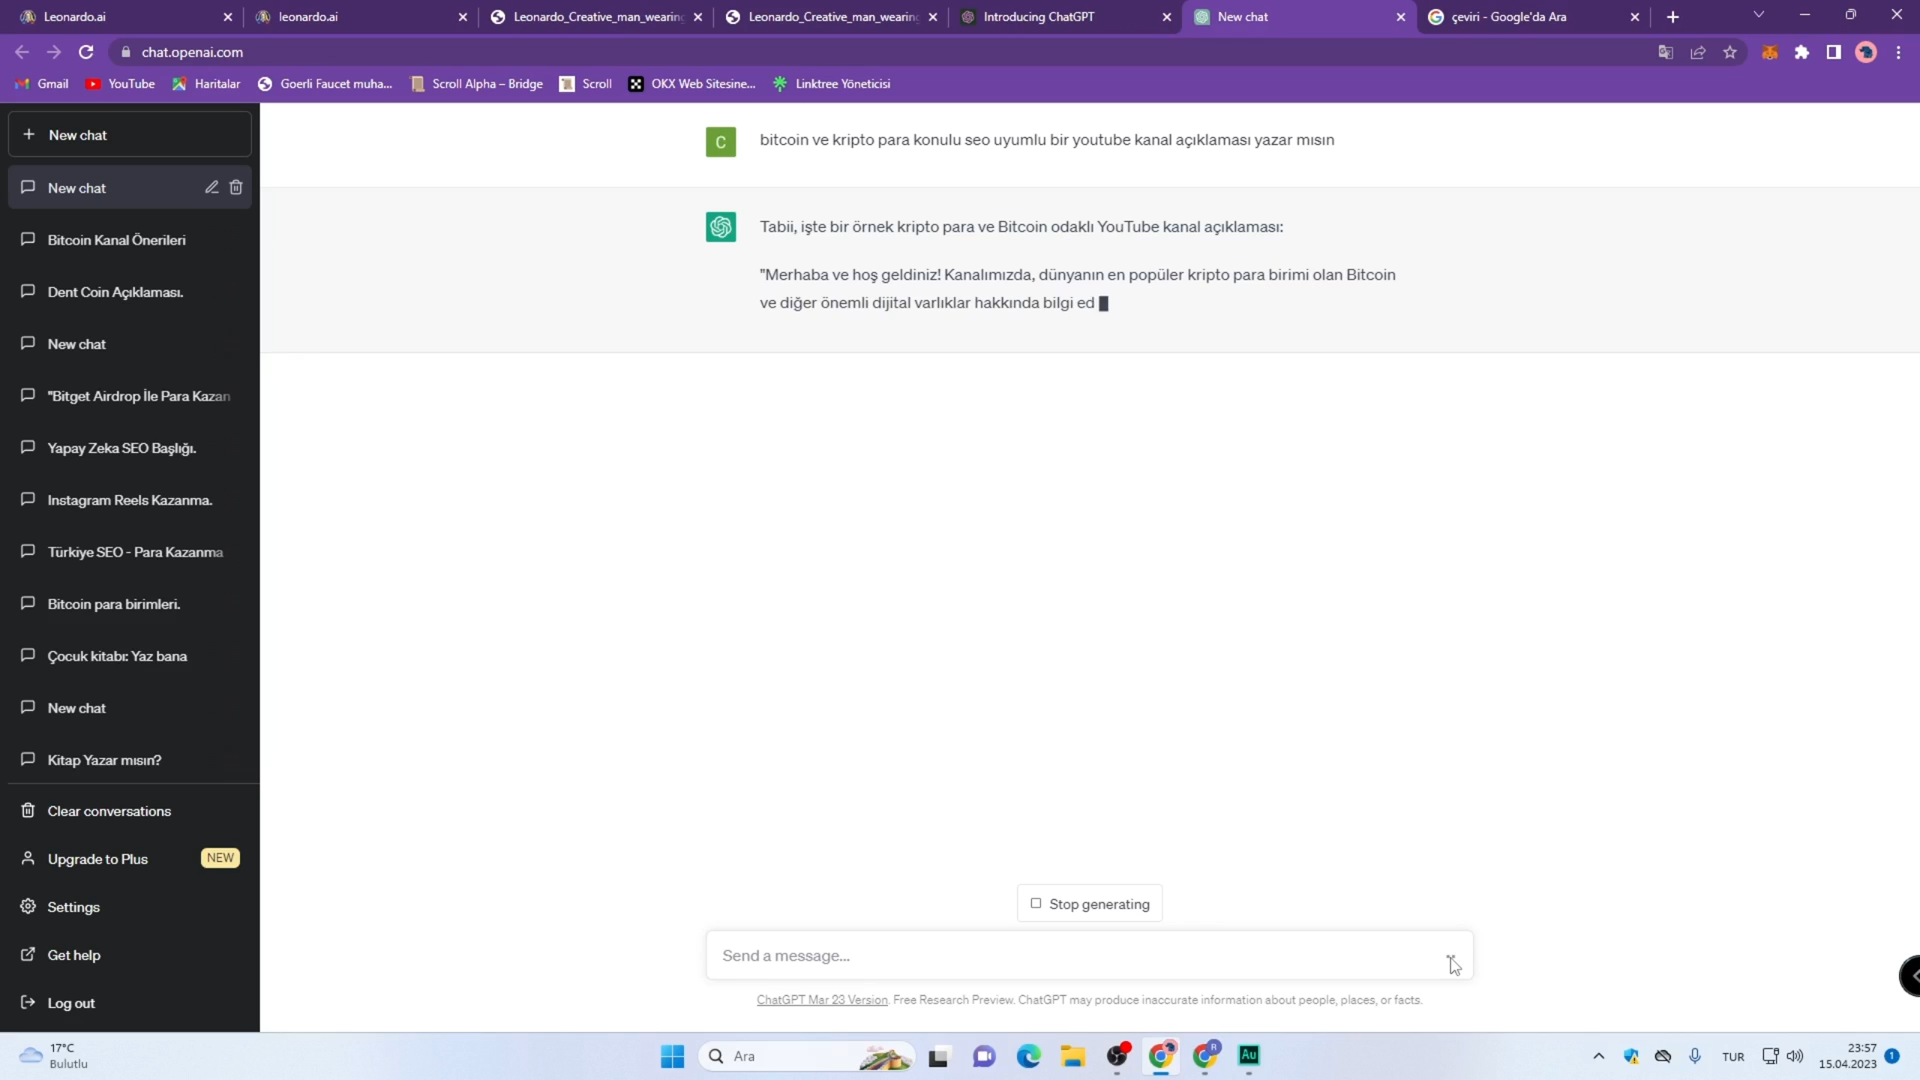 Leonardo.ai
leonardo.ai
Leonardo_Creative_man_wearing
Leonardo_Creative_man_wearing
Introducing ChatGPT
New chat
çeviri - Google'da Ara
chat.openai.com
Gmail
YouTube
Haritalar
Goerli Faucet muha...
Scroll Alpha – Bridge
Scroll
OKX Web Sitesine...
Linktree Yöneticisi
New chat
New chat
Bitcoin Kanal Önerileri
Dent Coin Açıklaması.
New chat
"Bitget Airdrop İle Para Kazan
Yapay Zeka SEO Başlığı.
Instagram Reels Kazanma.
Türkiye SEO - Para Kazanma
Bitcoin para birimleri.
Çocuk kitabı: Yaz bana
New chat
Kitap Yazar mısın?
Clear conversations
Upgrade to Plus NEW
Settings
Get help
Log out
C
bitcoin ve kripto para konulu seo uyumlu bir youtube kanal açıklaması yazar mısın
Tabii, işte bir örnek kripto para ve Bitcoin odaklı YouTube kanal açıklaması:
"Merhaba ve hoş geldiniz! Kanalımızda, dünyanın en popüler kripto para birimi olan Bitcoin
ve diğer önemli dijital varlıklar hakkında bilgi ed
Stop generating
Send a message...
ChatGPT Mar 23 Version. Free Research Preview. ChatGPT may produce inaccurate information about people, places, or facts.
17°C
Bulutlu
Ara
R
Au
TUR
23:57
15.04.2023
1